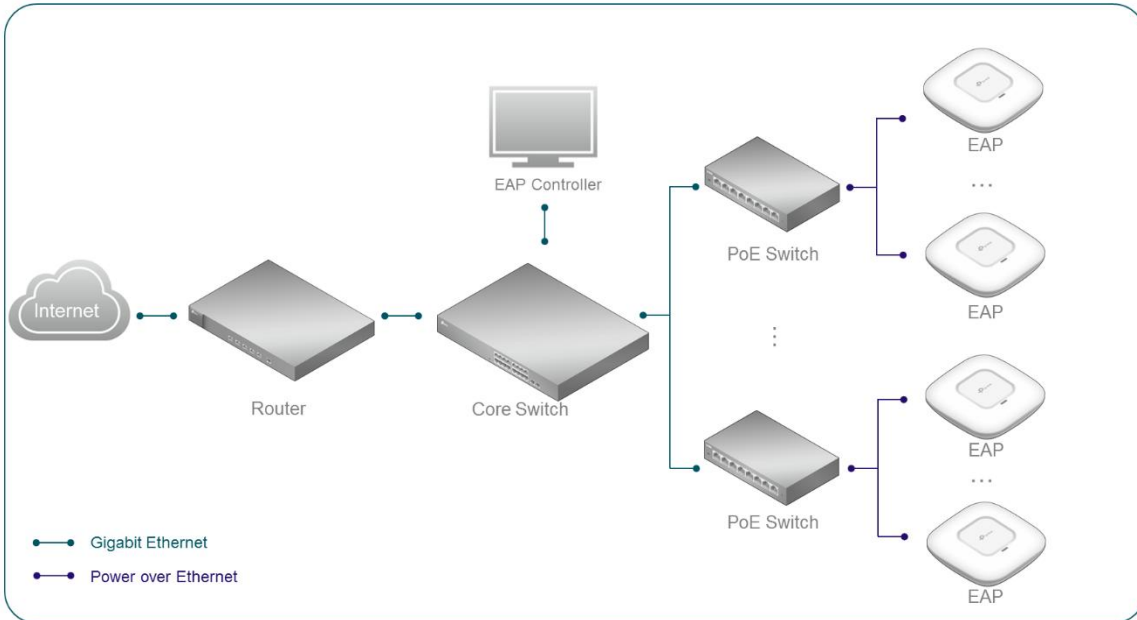 EAP Controller
Internet
Router
Core Switch
PoE Switch
⋮
PoE Switch
EAP
...
EAP
EAP
...
EAP
Gigabit Ethernet
Power over Ethernet